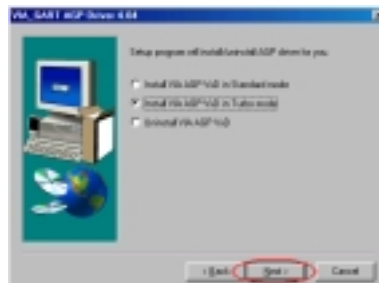 VIA_GART AGP Driver 4.04
Setup program will install/uninstall AGP driver to you.
Install VIA AGP VxD in Standard mode
Install VIA AGP VxD in Turbo mode
Uninstall VIA AGP VxD
< Back
Next >
Cancel